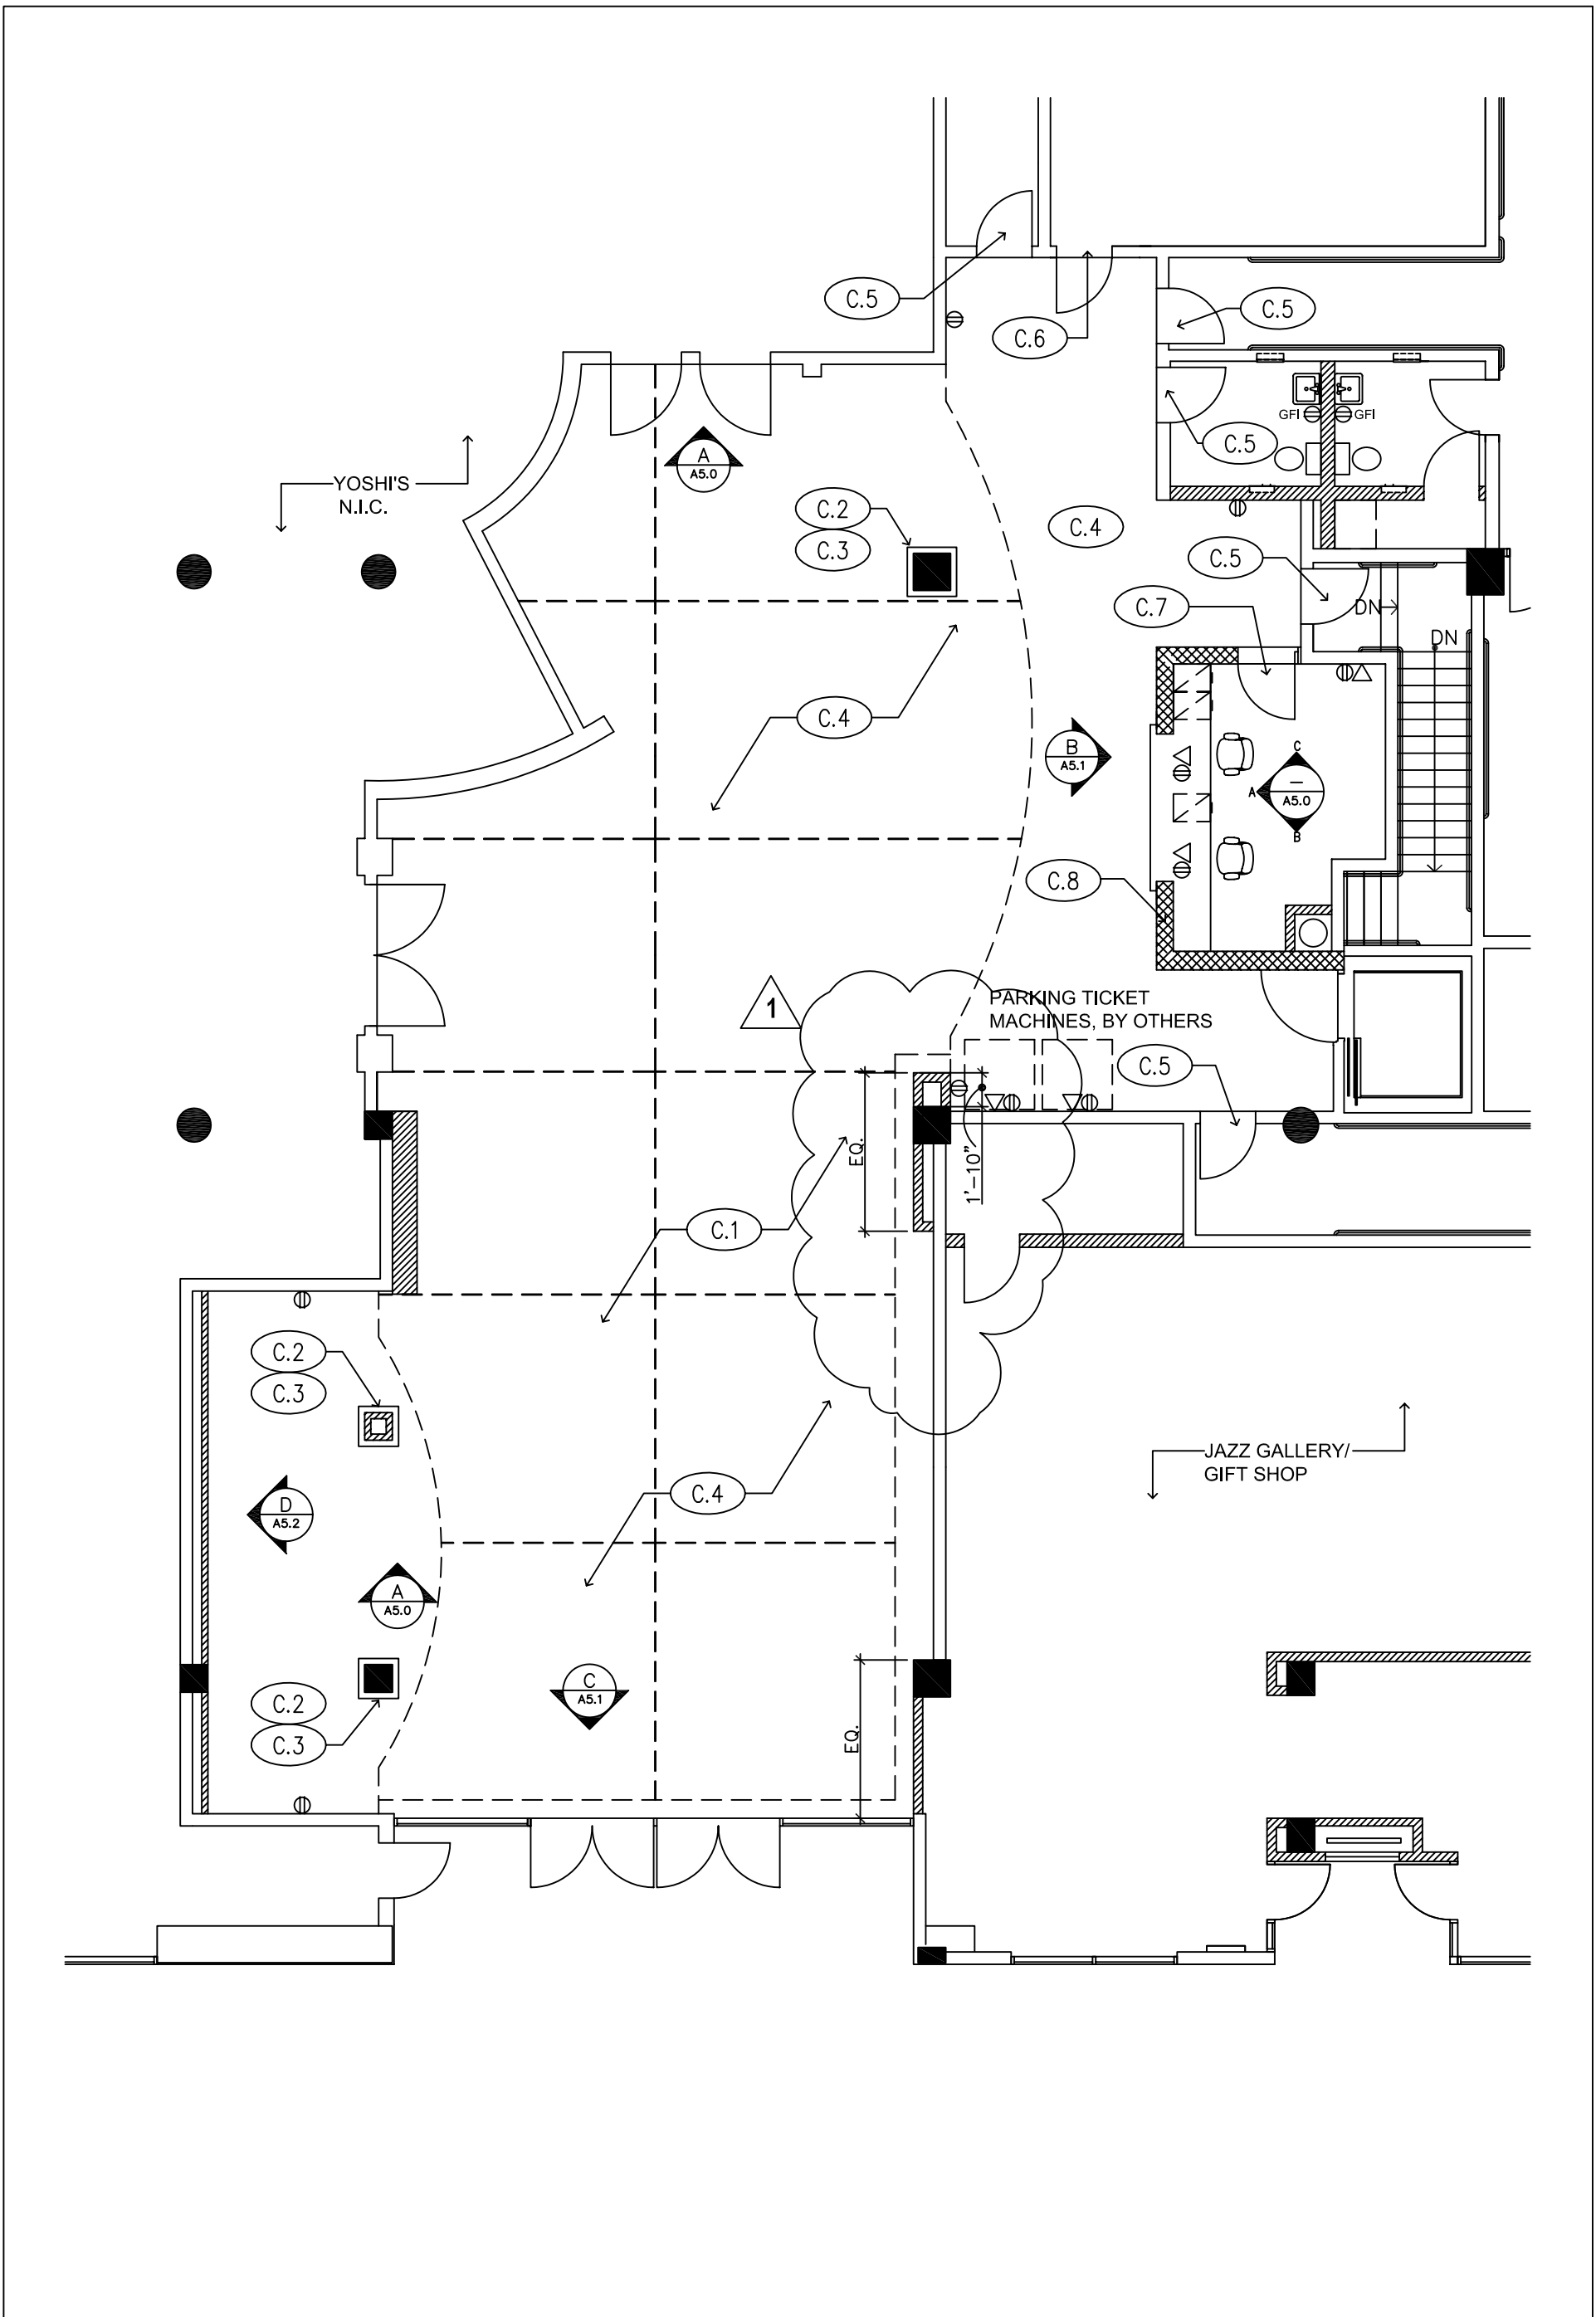 C.5
C.5
C.6
GFI
GFI
C.5
A
A5.0
YOSHI'S
N.I.C.
C.2
C.3
C.4
C.5
C.7
DN
DN
C.4
B
A5.1
C
—
A
A5.0
B
C.8
1
PARKING TICKET
MACHINES, BY OTHERS
C.5
EQ.
1'-10"
C.1
C.2
C.3
JAZZ GALLERY/
GIFT SHOP
C.4
D
A5.2
A
A5.0
C
A5.1
C.2
C.3
EQ.